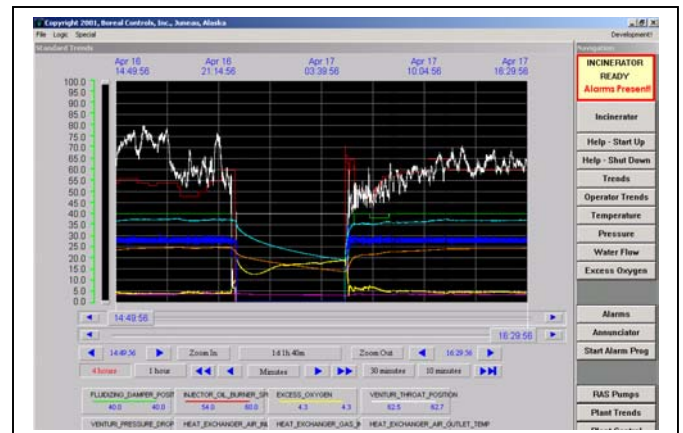 Copyright 2001, Boreal Controls, Inc., Juneau, Alaska
File Logic Special
Development!
Standard Trends
Navigation
Apr 16 Apr 16 Apr 17 Apr 17 Apr 17
14:49:56 21:14:56 03:39:56 10:04:56 16:29:56
INCINERATOR
READY
Alarms Present!
100.0
95.0
90.0
85.0
80.0
75.0
70.0
65.0
60.0
55.0
50.0
45.0
40.0
35.0
30.0
25.0
20.0
15.0
10.0
5.0
0.0
Incinerator
Help - Start Up
Help - Shut Down
Trends
Operator Trends
Temperature
Pressure
Water Flow
Excess Oxygen
Alarms
Annunciator
Start Alarm Prog
RAS Pumps
Plant Trends
Plant Control
14:49:56
16:29:56
14:49:56 Zoom In 1d 1h 40m Zoom Out 16:29:56
4 hours 1 hour Minutes 30 minutes 10 minutes
FLUIDIZING_DAMPER_POSIT INJECTOR_OIL_BURNER_SP EXCESS_OXYGEN VENTURI_THROAT_POSITION
40.0 40.0 54.0 60.0 4.3 4.3 62.5 62.7
VENTURI_PRESSURE_DROP HEAT_EXCHANGER_AIR_INL HEAT_EXCHANGER_GAS_I HEAT_EXCHANGER_AIR_OUTLET_TEMP